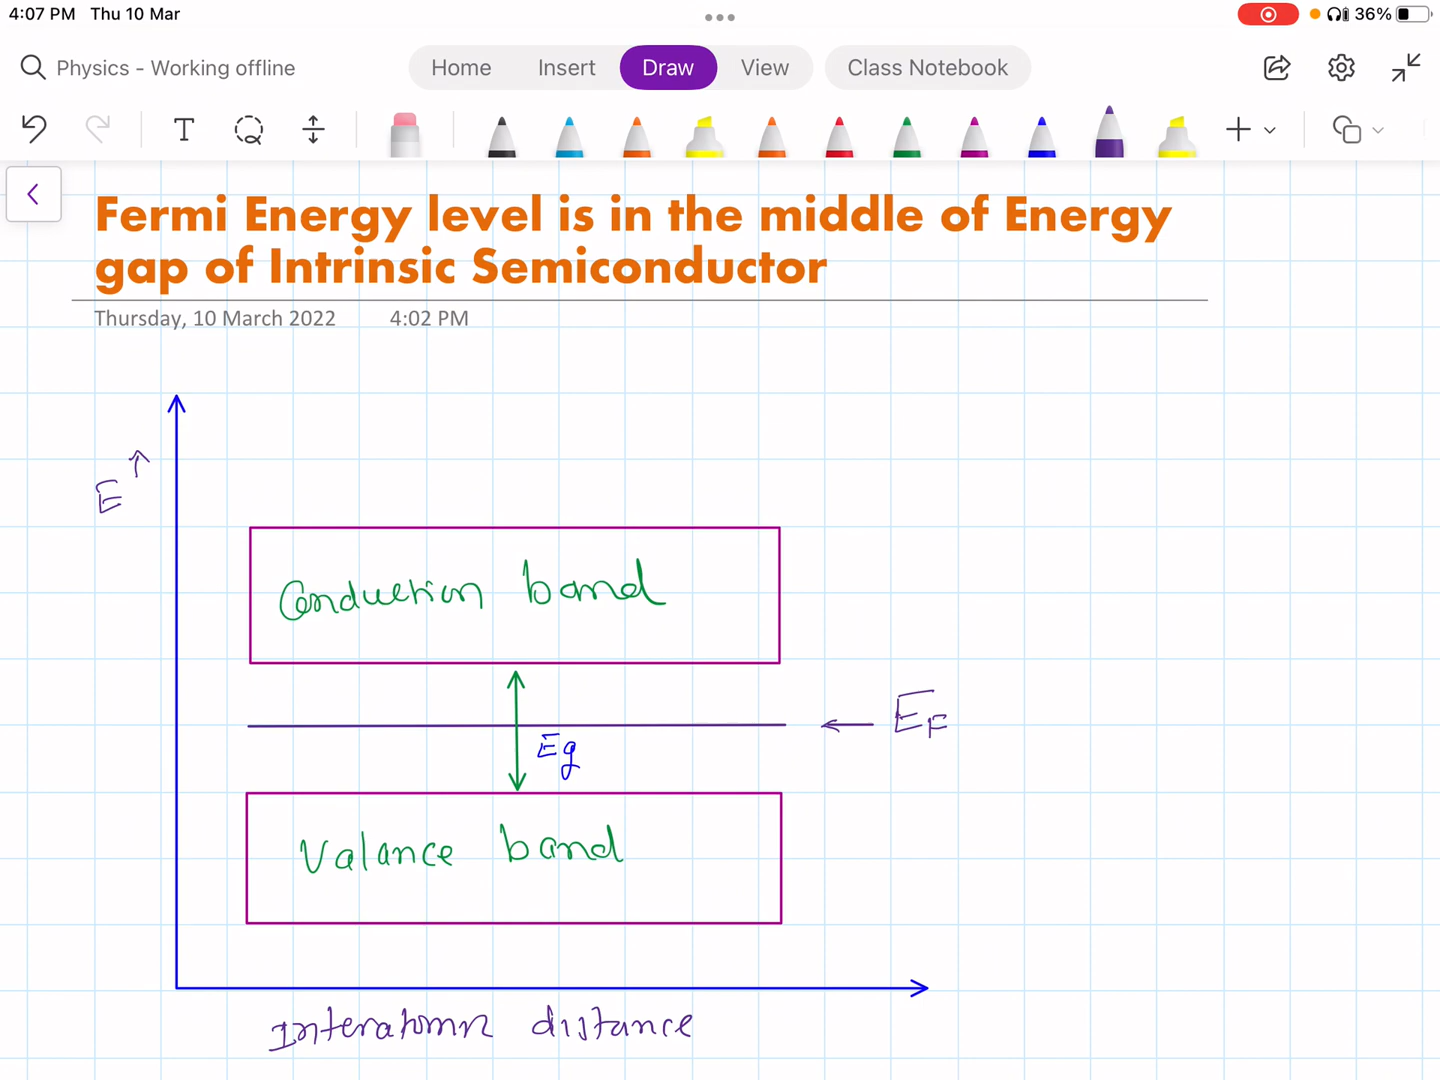 4:07 PM Thu 10 Mar
36%
Physics - Working offline
Home Insert Draw View Class Notebook
T
Fermi Energy level is in the middle of Energy
gap of Intrinsic Semiconductor
Thursday, 10 March 2022 4:02 PM
E ↑
Conduction band
← EF
Eg
Valance band
distance